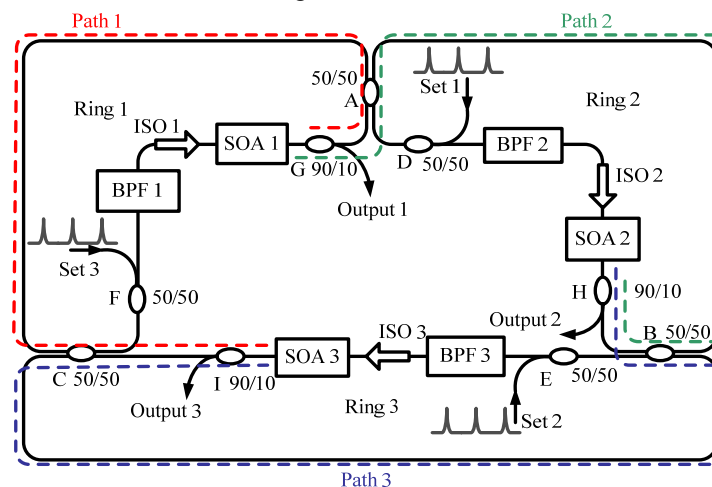 Path 1
Path 2
50/50
A
Set 1
Ring 1
Ring 2
ISO 1
SOA 1
G 90/10
D 50/50
BPF 2
ISO 2
BPF 1
Output 1
SOA 2
Set 3
F 50/50
H 90/10
Output 2
B 50/50
ISO 3
SOA 3
BPF 3
C 50/50
I 90/10
E 50/50
Output 3
Ring 3
Set 2
Path 3